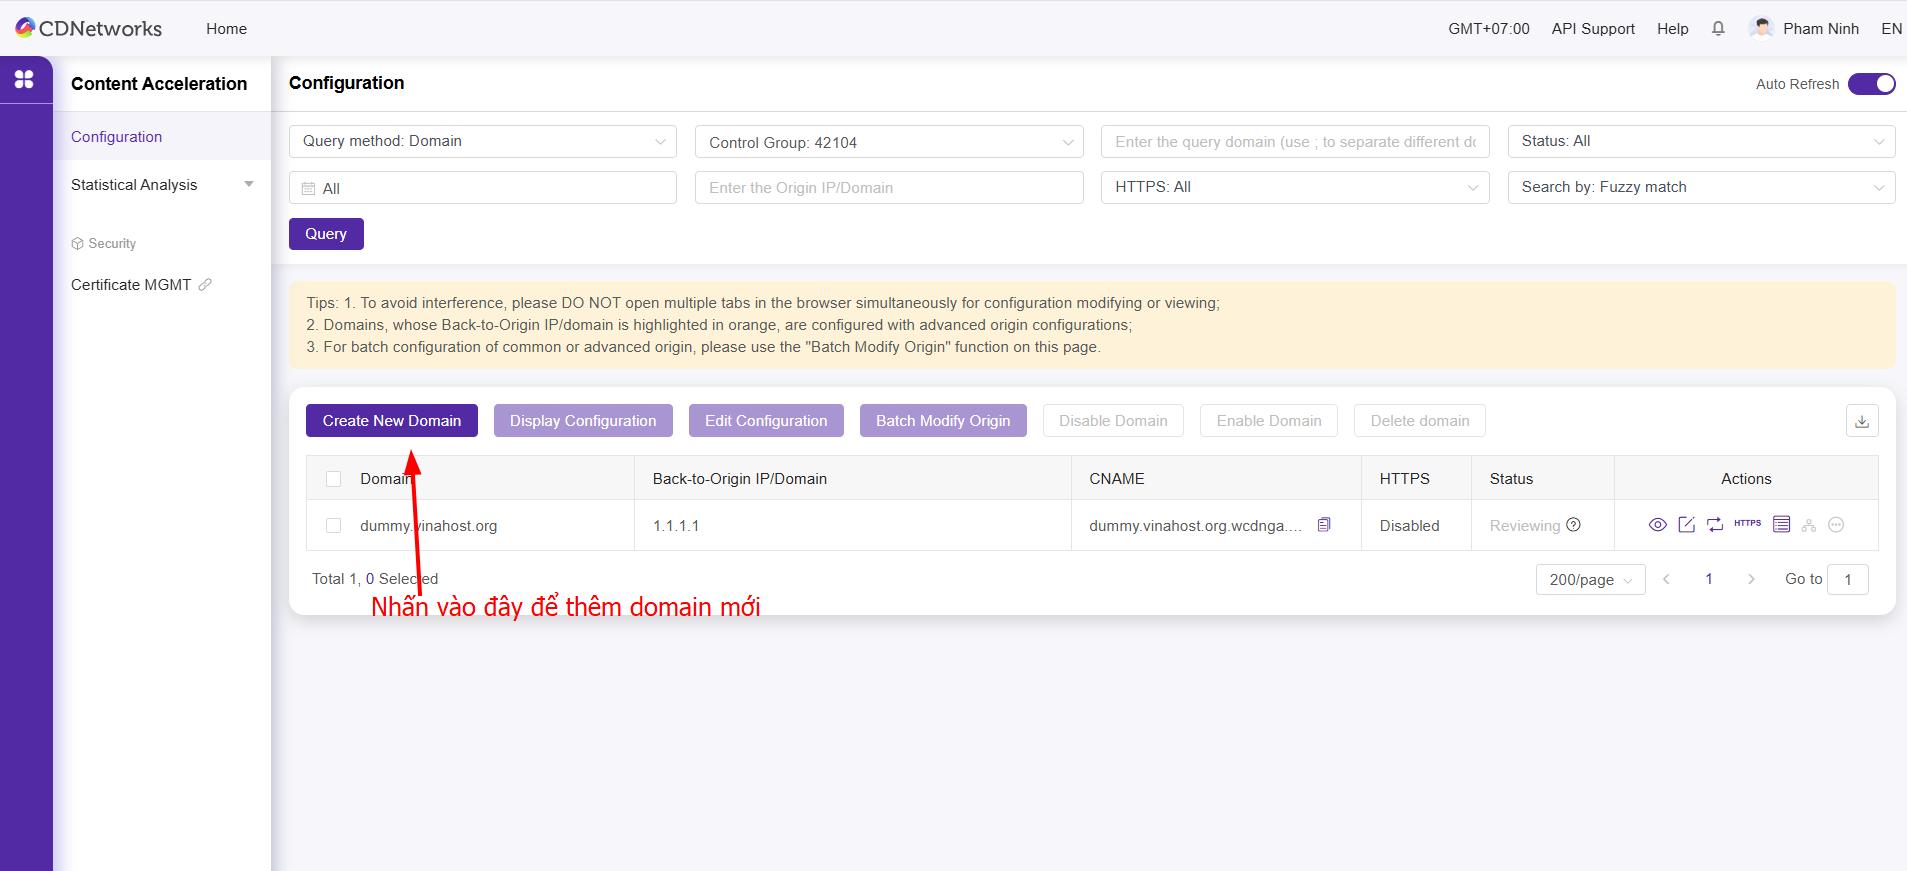 CDNetworks
Home
GMT+07:00
API Support
Help
Pham Ninh
EN
Content Acceleration
Configuration
Statistical Analysis
Security
Certificate MGMT
Configuration
Auto Refresh
Query method: Domain
Control Group: 42104
Enter the query domain (use ; to separate different dc
Status: All
All
Enter the Origin IP/Domain
HTTPS: All
Search by: Fuzzy match
Query
Tips: 1. To avoid interference, please DO NOT open multiple tabs in the browser simultaneously for configuration modifying or viewing;
2. Domains, whose Back-to-Origin IP/domain is highlighted in orange, are configured with advanced origin configurations;
3. For batch configuration of common or advanced origin, please use the "Batch Modify Origin" function on this page.
Create New Domain
Display Configuration
Edit Configuration
Batch Modify Origin
Disable Domain
Enable Domain
Delete domain
Domain
Back-to-Origin IP/Domain
CNAME
HTTPS
Status
Actions
dummy.vinahost.org
1.1.1.1
dummy.vinahost.org.wcdnga....
Disabled
Reviewing
HTTPS
Total 1, 0 Selected
200/page
1
Go to
1
Nhấn vào đây để thêm domain mới